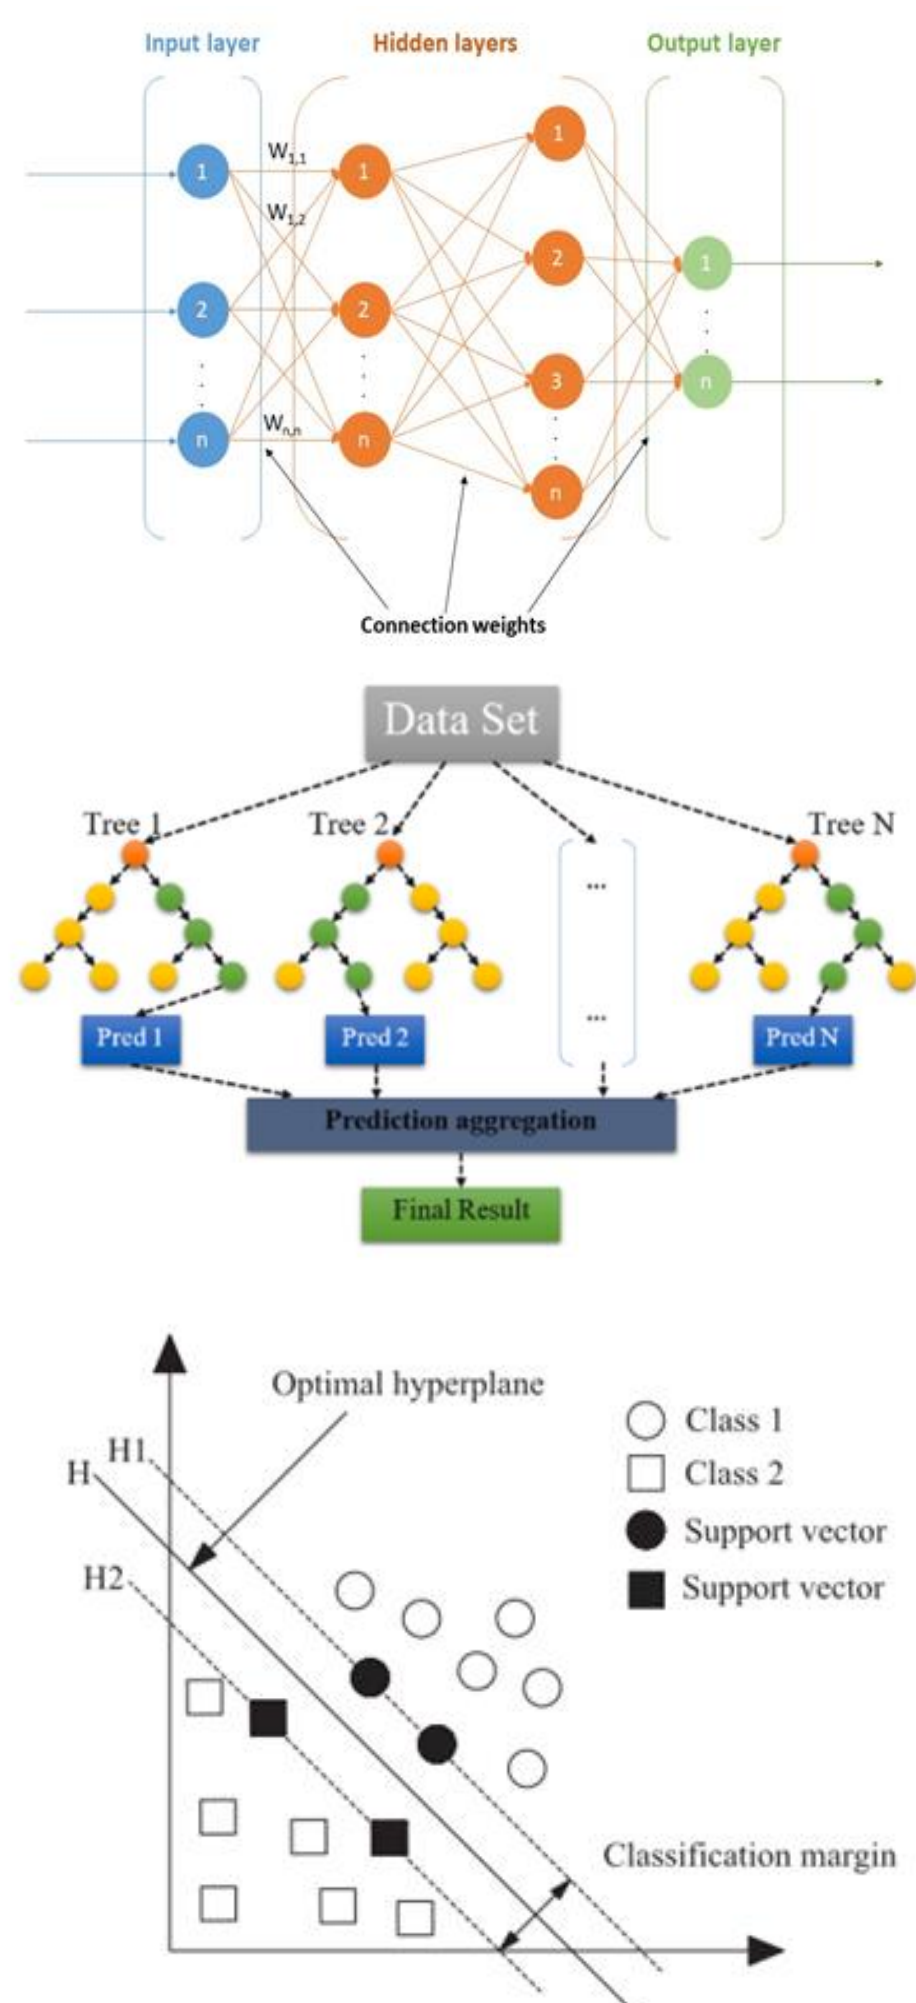 Input layer Hidden layers Output layer
1
1 W1,1 1
W1,2
2
1
2 2
3
n
n Wn,n n
n
Connection weights
Data Set
Tree 1 Tree 2 Tree N
...
...
Pred 1 Pred 2 Pred N
Prediction aggregation
Final Result
Optimal hyperplane
Class 1
H1
H
Class 2
Support vector
H2
Support vector
Classification margin